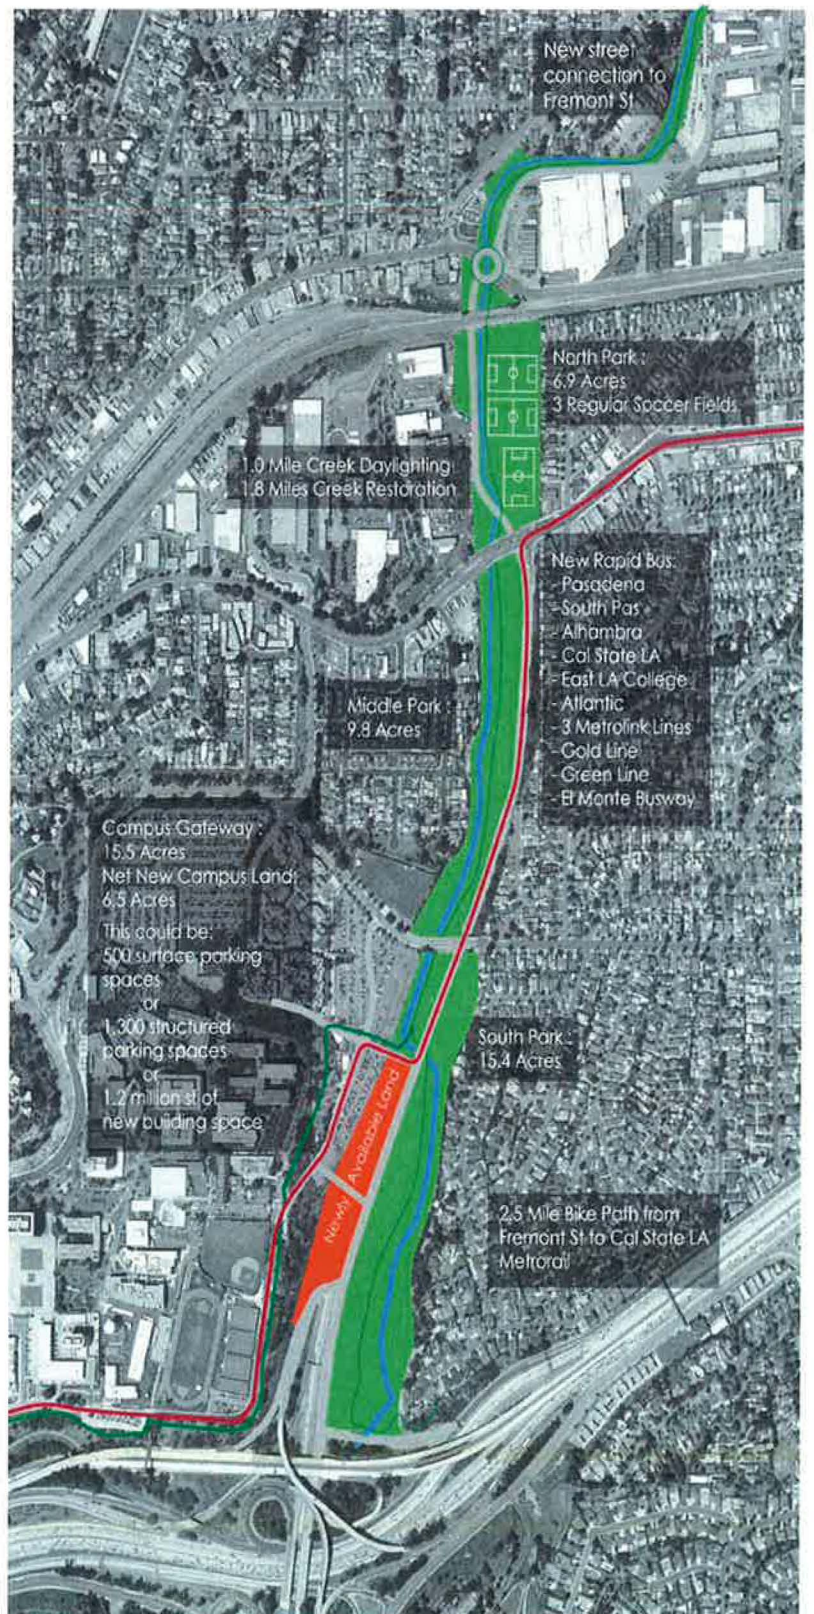 New street
connection to
Fremont St
North Park :
6.9 Acres
3 Regular Soccer Fields
1.0 Mile Creek Daylighting
1.8 Miles Creek Restoration
New Rapid Bus:
- Pasadena
- South Pas
- Alhambra
- Cal State LA
- East LA College
- Atlantic
- 3 Metrolink Lines
- Gold Line
- Green Line
- El Monte Busway
Middle Park :
9.8 Acres
Campus Gateway :
15.5 Acres
Net New Campus Land:
6.5 Acres
This could be:
500 surface parking
spaces
or
1,300 structured
parking spaces
or
1.2 million sf of
new building space
South Park :
15.4 Acres
Newly Available Land
2.5 Mile Bike Path from
Fremont St to Cal State LA
Metrorail